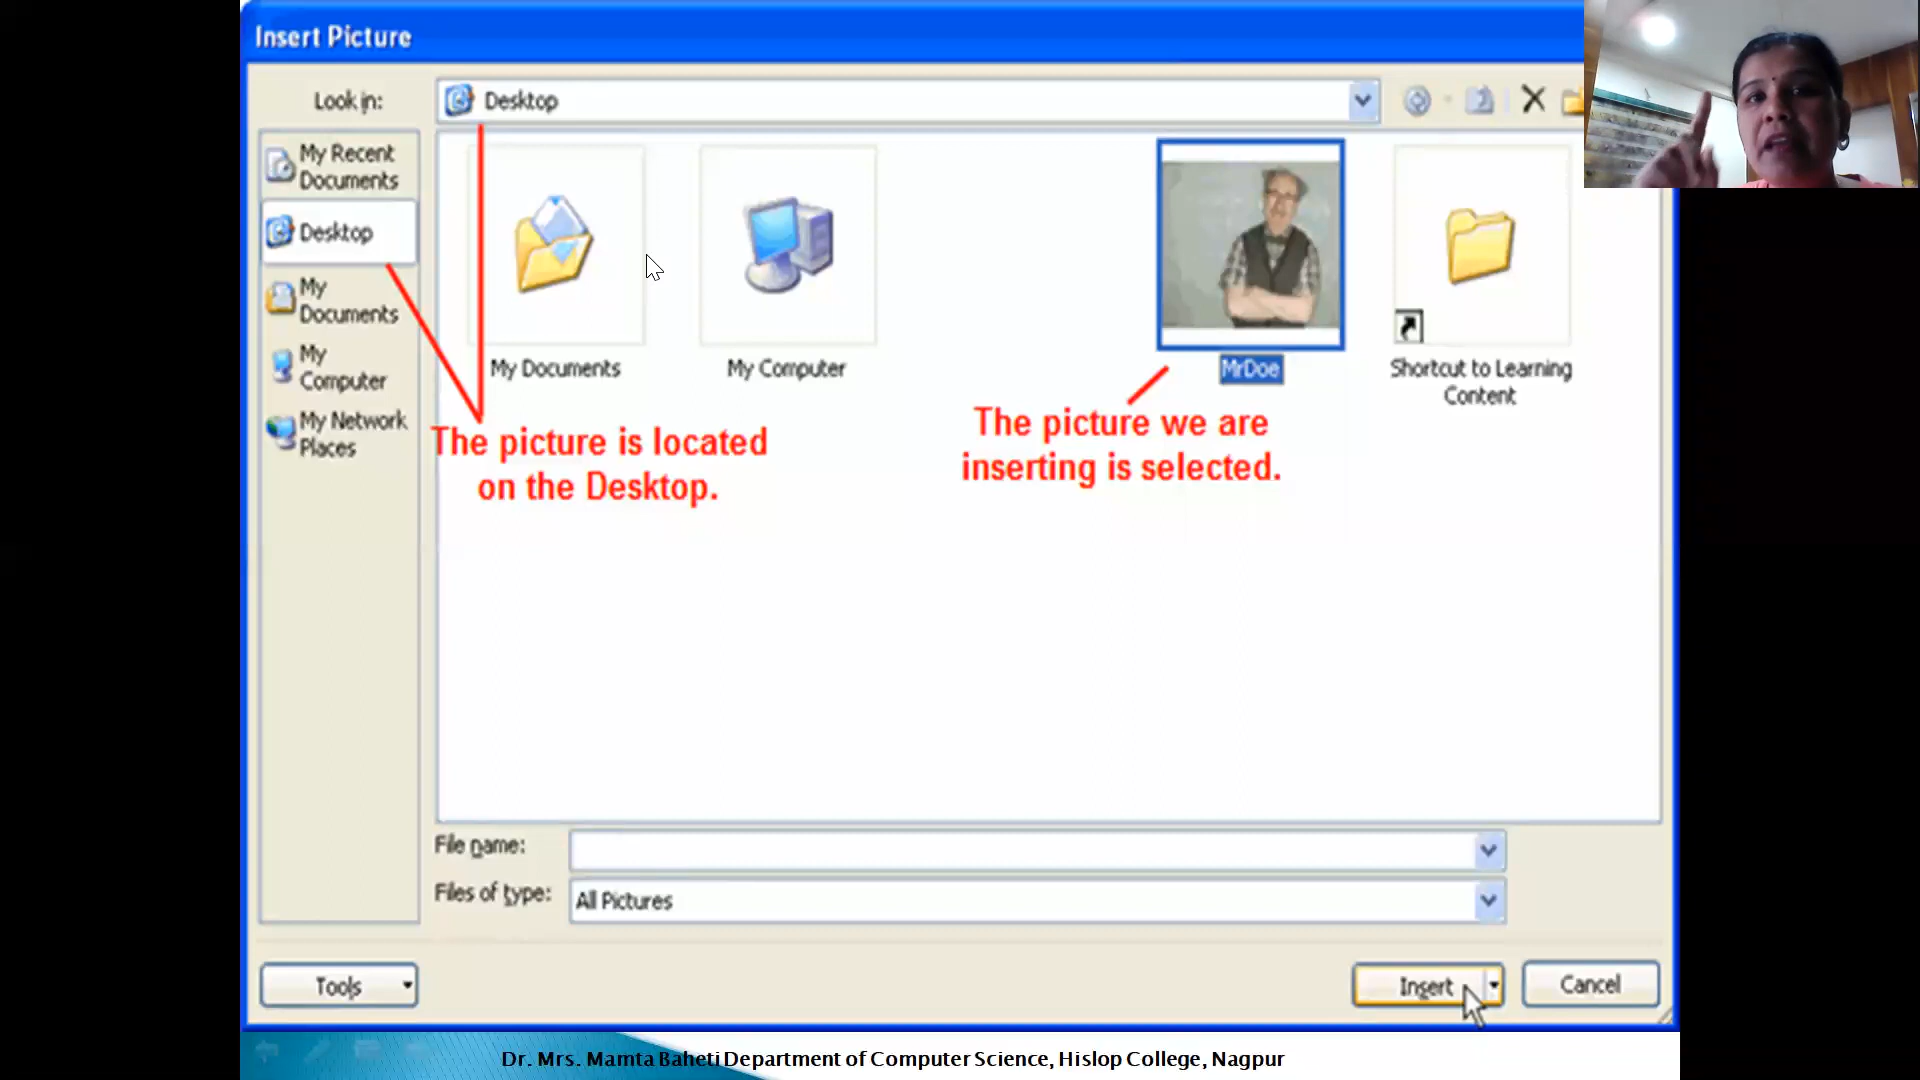 Insert Picture
Look in:
Desktop
My Recent
Documents
Desktop
My
Documents
My
Computer
My Network
Places
My Documents
My Computer
MrDoe
Shortcut to Learning
Content
The picture is located
on the Desktop.
The picture we are
inserting is selected.
File name:
Files of type:
All Pictures
Tools
Insert
Cancel
Dr. Mrs. Mamta Baheti Department of Computer Science, Hislop College, Nagpur